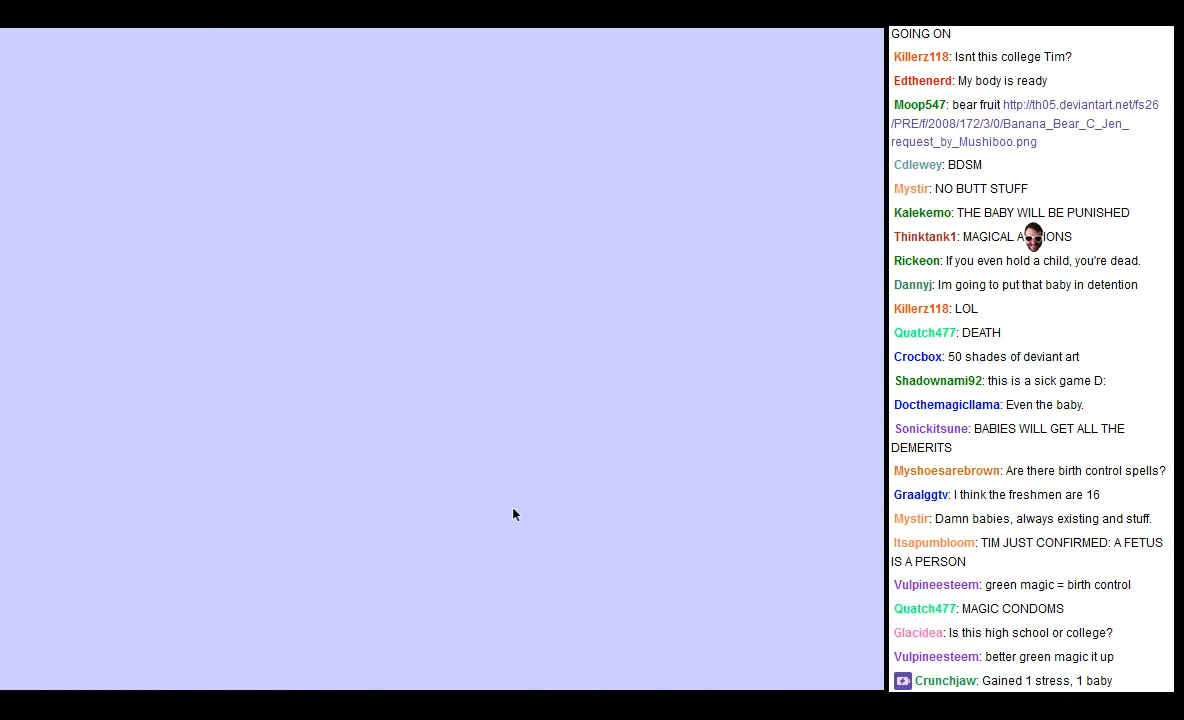 GOING ON
Killerz118: Isnt this college Tim?
Edthenerd: My body is ready
Moop547: bear fruit http://th05.deviantart.net/fs26
/PRE/f/2008/172/3/0/Banana_Bear_C_Jen_
request_by_Mushiboo.png
Cdlewey: BDSM
Mystir: NO BUTT STUFF
Kalekemo: THE BABY WILL BE PUNISHED
Thinktank1: MAGICAL A IONS
Rickeon: If you even hold a child, you're dead.
Dannyj: Im going to put that baby in detention
Killerz118: LOL
Quatch477: DEATH
Crocbox: 50 shades of deviant art
Shadownami92: this is a sick game D:
Docthemagicllama: Even the baby.
Sonickitsune: BABIES WILL GET ALL THE
DEMERITS
Myshoesarebrown: Are there birth control spells?
Graalggtv: I think the freshmen are 16
Mystir: Damn babies, always existing and stuff.
Itsapumbloom: TIM JUST CONFIRMED: A FETUS
IS A PERSON
Vulpineesteem: green magic = birth control
Quatch477: MAGIC CONDOMS
Glacidea: Is this high school or college?
Vulpineesteem: better green magic it up
Crunchjaw: Gained 1 stress, 1 baby